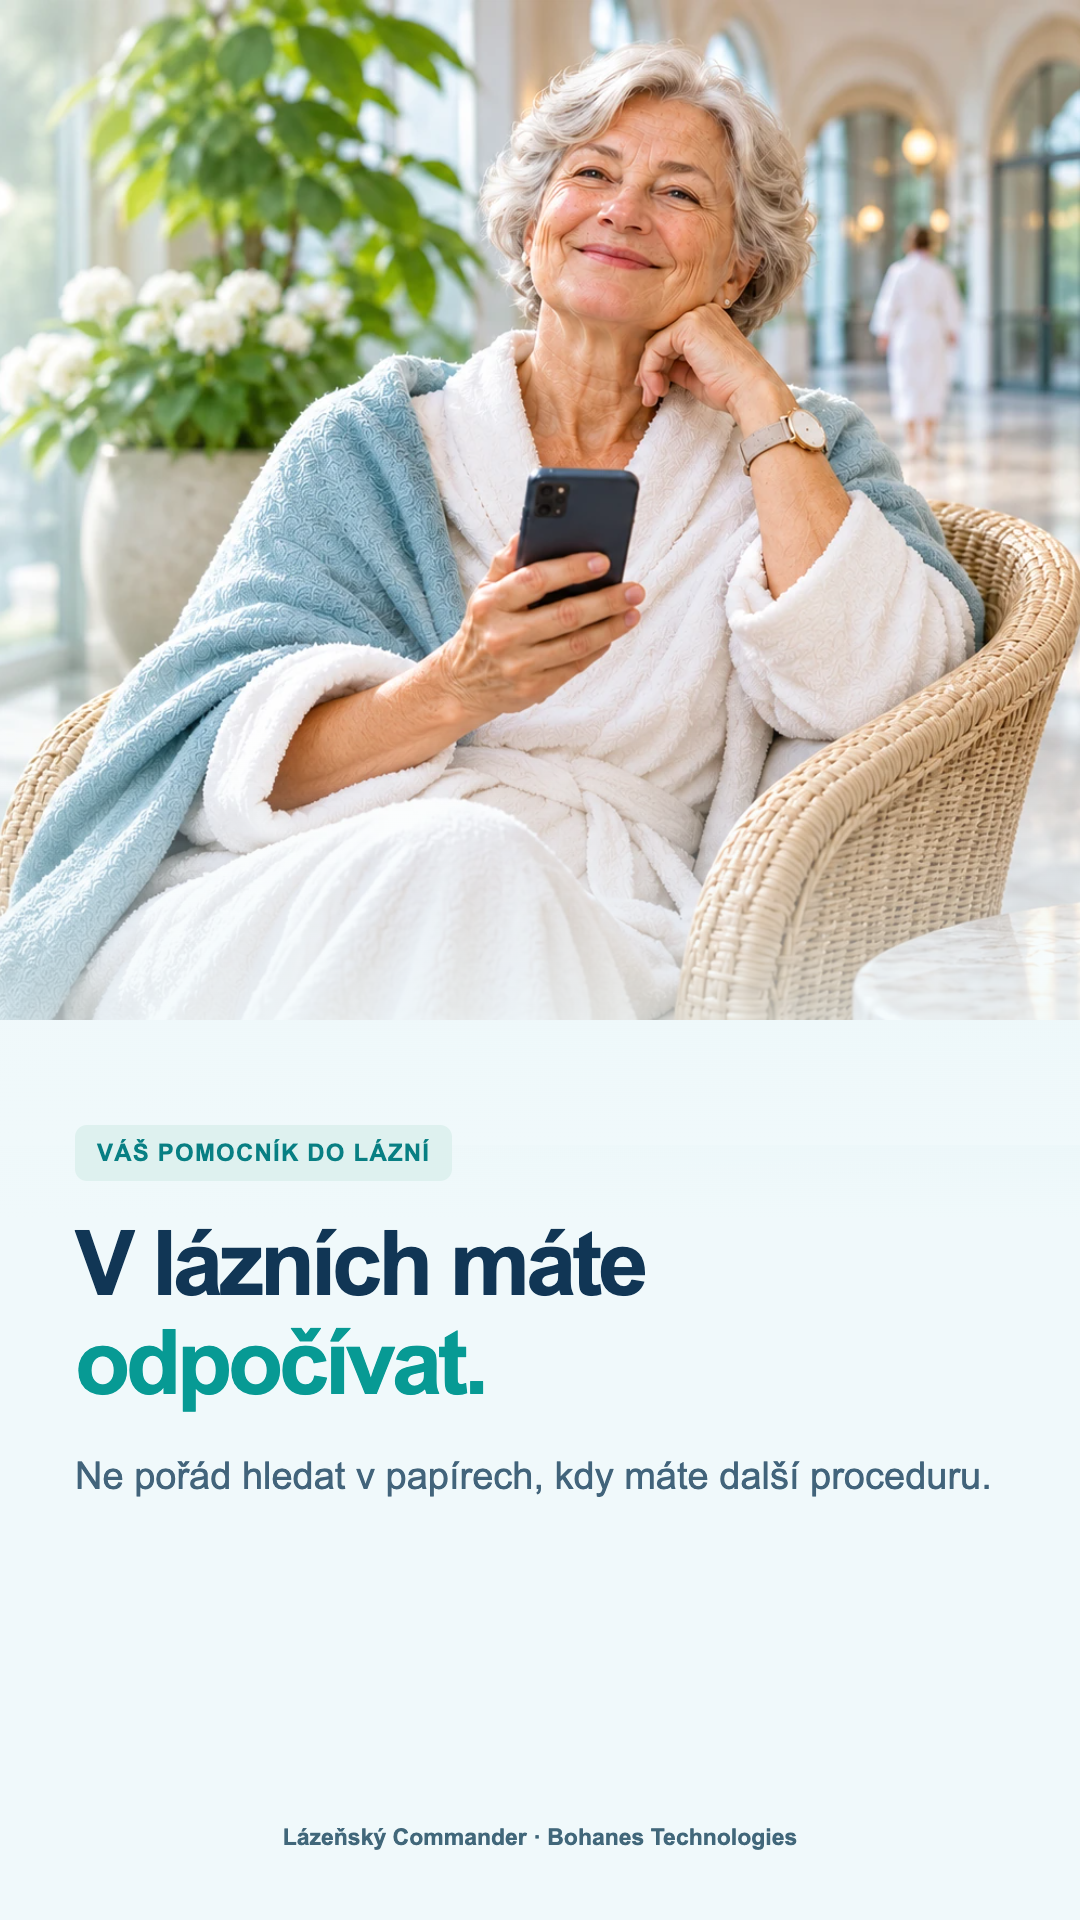 VÁŠ POMOCNÍK DO LÁZNÍ
V lázních máte
odpočívat.
Ne pořád hledat v papírech, kdy máte další proceduru.
Lázeňský Commander · Bohanes Technologies